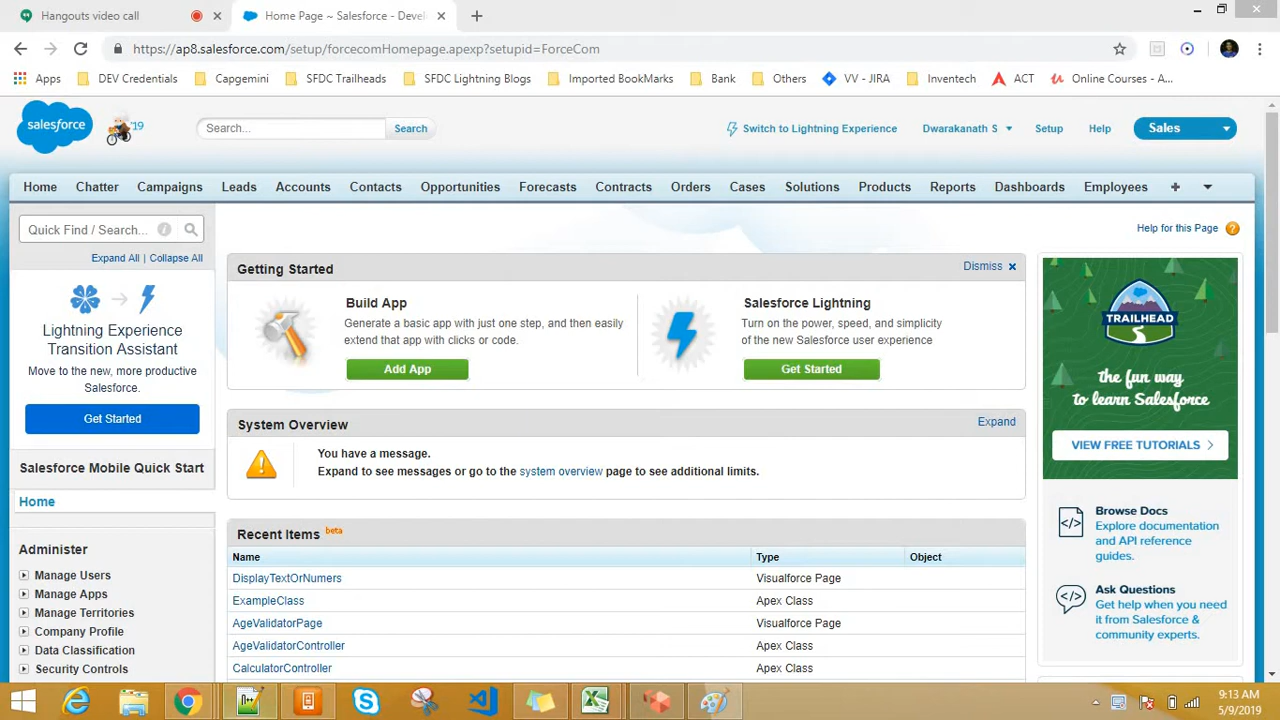 Hangouts video call
Home Page ~ Salesforce - Devel
https://ap8.salesforce.com/setup/forcecomHomepage.apexp?setupid=ForceCom
Apps DEV Credentials Capgemini SFDC Trailheads SFDC Lightning Blogs Imported BookMarks Bank Others VV - JIRA Inventech ACT Online Courses - A...
salesforce '19 Search... Search Switch to Lightning Experience Dwarakanath S Setup Help Sales
Home Chatter Campaigns Leads Accounts Contacts Opportunities Forecasts Contracts Orders Cases Solutions Products Reports Dashboards Employees +
Quick Find / Search...
Expand All | Collapse All
Lightning Experience
Transition Assistant
Move to the new, more productive
Salesforce.
Get Started
Salesforce Mobile Quick Start
Home
Administer
Manage Users
Manage Apps
Manage Territories
Company Profile
Data Classification
Security Controls
Help for this Page ?
Getting Started
Dismiss
Build App
Generate a basic app with just one step, and then easily
extend that app with clicks or code.
Add App
Salesforce Lightning
Turn on the power, speed, and simplicity
of the new Salesforce user experience
Get Started
System Overview
Expand
You have a message.
Expand to see messages or go to the system overview page to see additional limits.
Recent Items beta
Name Type Object
DisplayTextOrNumers Visualforce Page
ExampleClass Apex Class
AgeValidatorPage Visualforce Page
AgeValidatorController Apex Class
CalculatorController Apex Class
TRAILHEAD
the fun way
to learn Salesforce
VIEW FREE TUTORIALS
Browse Docs
Explore documentation
and API reference
guides.
Ask Questions
Get help when you need
it from Salesforce &
community experts.
9:13 AM
5/9/2019